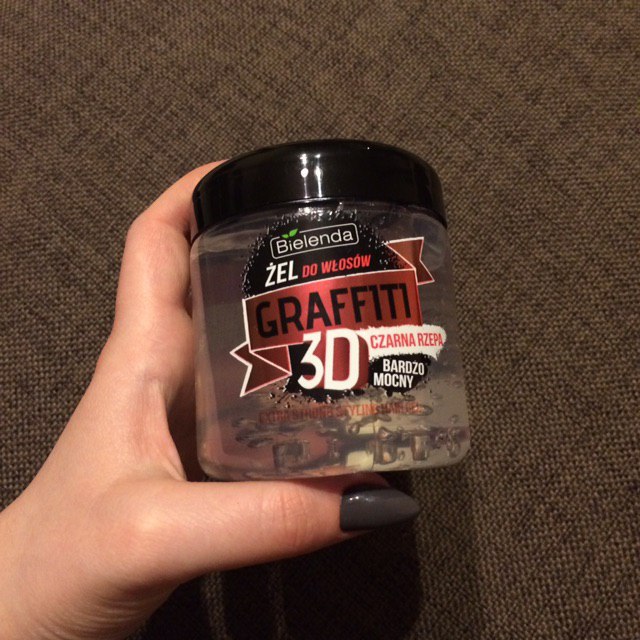 Bielenda
ŻEL DO WŁOSÓW
GRAFFITI
3D
CZARNA RZEPA
BARDZO
MOCNY